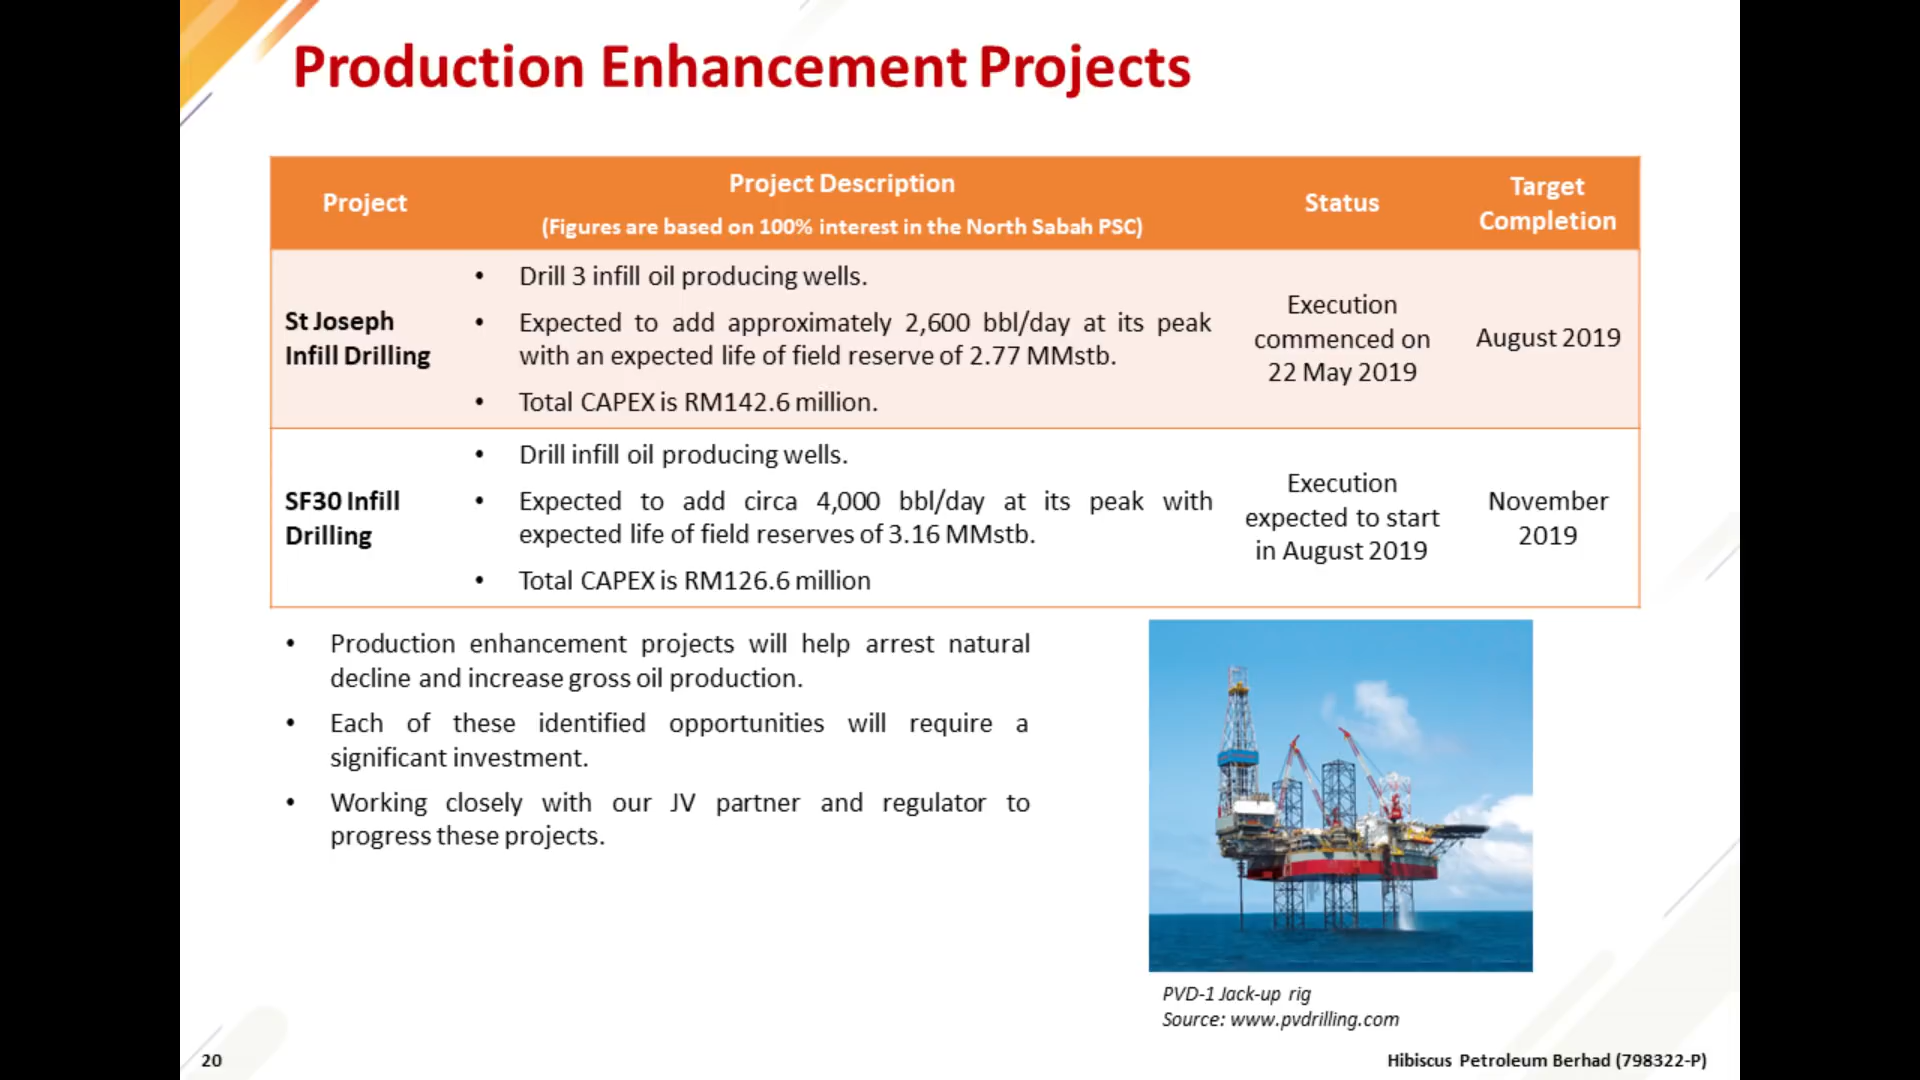 Production Enhancement Projects
Project
Project Description
(Figures are based on 100% interest in the North Sabah PSC)
Status
Target
Completion
St Joseph
Infill Drilling
• Drill 3 infill oil producing wells.
• Expected to add approximately 2,600 bbl/day at its peak
with an expected life of field reserve of 2.77 MMstb.
• Total CAPEX is RM142.6 million.
Execution
commenced on
22 May 2019
August 2019
SF30 Infill
Drilling
• Drill infill oil producing wells.
• Expected to add circa 4,000 bbl/day at its peak with
expected life of field reserves of 3.16 MMstb.
• Total CAPEX is RM126.6 million
Execution
expected to start
in August 2019
November
2019
• Production enhancement projects will help arrest natural
decline and increase gross oil production.
• Each of these identified opportunities will require a
significant investment.
• Working closely with our JV partner and regulator to
progress these projects.
PVD-1 Jack-up rig
Source: www.pvdrilling.com
20
Hibiscus Petroleum Berhad (798322-P)